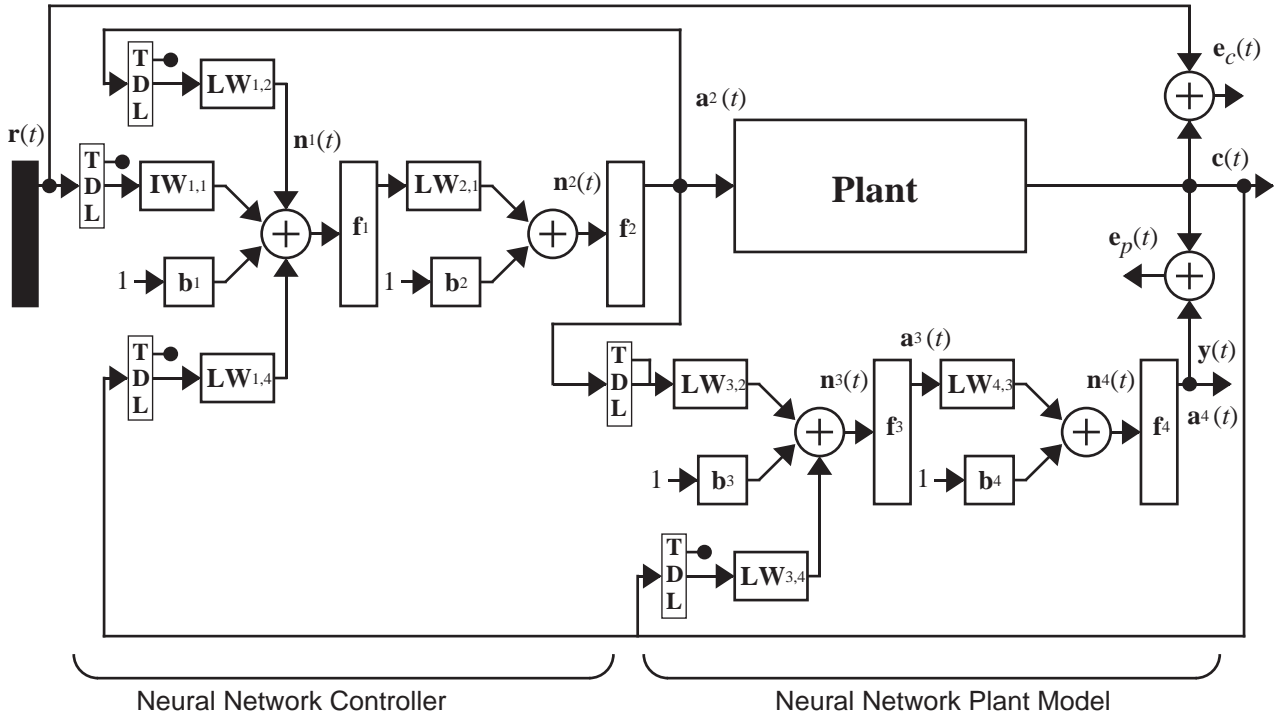 r(t)
T
D
L
LW1,2
n1(t)
a2(t)
ec(t)
c(t)
T
D
L
IW1,1
f1
LW2,1
n2(t)
f2
Plant
1
b1
1
b2
ep(t)
T
D
L
LW1,4
T
D
L
LW3,2
n3(t)
f3
a3(t)
LW4,3
n4(t)
f4
y(t)
a4(t)
1
b3
1
b4
T
D
L
LW3,4
Neural Network Controller
Neural Network Plant Model